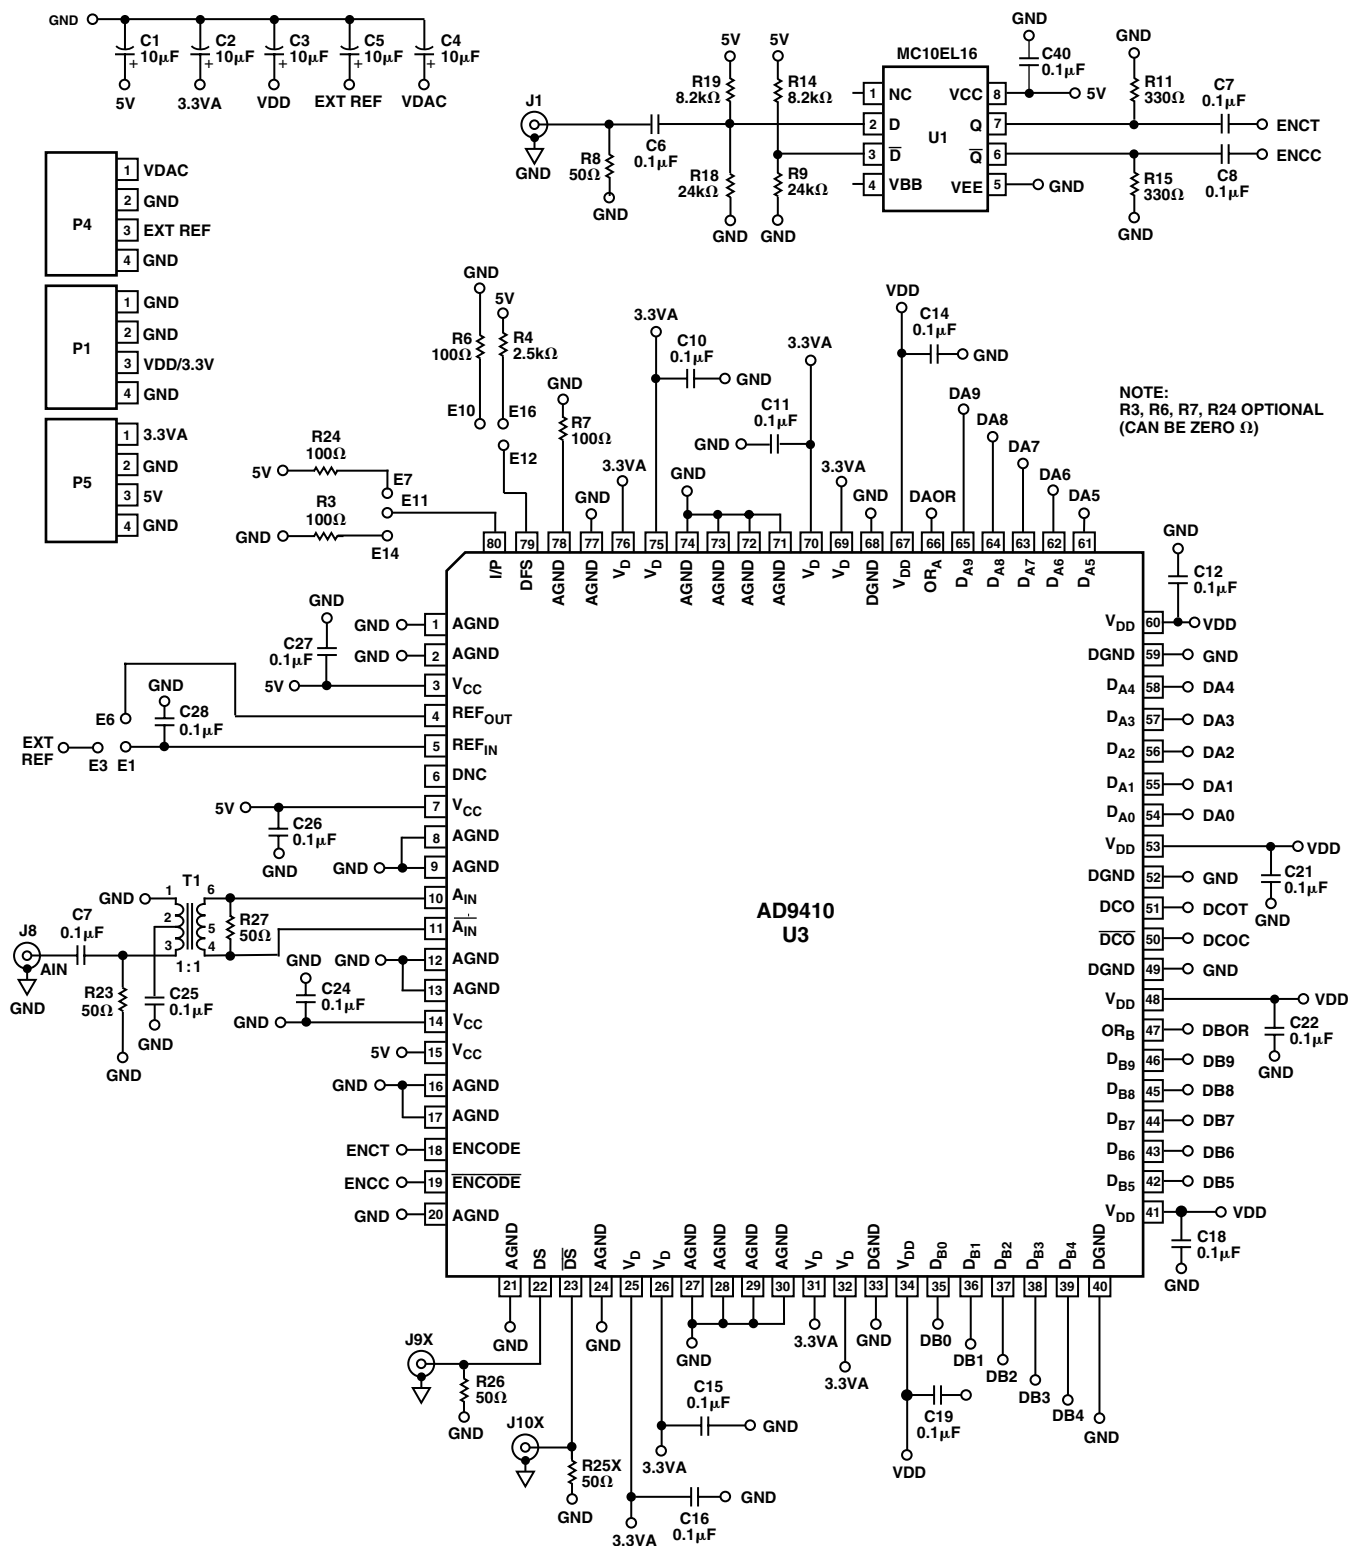 GND
C1 10μF
C2 10μF
C3 10μF
C5 10μF
C4 10μF
+ + + + +
5V 3.3VA VDD EXT REF VDAC
P4
1 VDAC
2 GND
3 EXT REF
4 GND
P1
1 GND
2 GND
3 VDD/3.3V
4 GND
P5
1 3.3VA
2 GND
3 5V
4 GND
J1
GND
R8 50Ω
GND
C6 0.1μF
5V
R19 8.2kΩ
R18 24kΩ
GND
5V
R14 8.2kΩ
R9 24kΩ
GND
MC10EL16
U1
1 NC
2 D
3 D̅
4 VBB
VCC 8
Q 7
Q̅ 6
VEE 5
GND
C40 0.1μF
5V
GND
GND
R11 330Ω
C7 0.1μF
ENCT
R15 330Ω
GND
C8 0.1μF
ENCC
NOTE:
R3, R6, R7, R24 OPTIONAL
(CAN BE ZERO Ω)
GND
R6 100Ω
E10
5V
R4 2.5kΩ
E16
E12
GND
R7 100Ω
5V
R24 100Ω
E7
E11
GND
R3 100Ω
E14
GND
3.3VA
3.3VA
C10 0.1μF
GND
GND
3.3VA
C11 0.1μF
GND
3.3VA
GND
VDD
C14 0.1μF
GND
DAOR
DA9
DA8
DA7
DA6
DA5
80 79 78 77 76 75 74 73 72 71 70 69 68 67 66 65 64 63 62 61
I/P DFS AGND AGND VD VD AGND AGND AGND AGND VD VD DGND VDD ORA DA9 DA8 DA7 DA6 DA5
AD9410
U3
GND 1 AGND
GND 2 AGND
GND
C27 0.1μF
5V 3 VCC
E6
4 REFOUT
GND
C28 0.1μF
EXT REF
E3 E1
5 REFIN
6 DNC
5V 7 VCC
C26 0.1μF
GND
8 AGND
GND 9 AGND
GND
T1
1 2 3 6 5 4
1:1
R27 50Ω
10 AIN
11 A̅I̅N̅
J8
AIN
GND
C7 0.1μF
R23 50Ω
GND
C25 0.1μF
GND
GND 12 AGND
13 AGND
GND
C24 0.1μF
GND 14 VCC
5V 15 VCC
GND 16 AGND
17 AGND
ENCT 18 ENCODE
ENCC 19 E̅N̅C̅O̅D̅E̅
GND 20 AGND
GND
C12 0.1μF
VDD 60 VDD
DGND 59 GND
DA4 58 DA4
DA3 57 DA3
DA2 56 DA2
DA1 55 DA1
DA0 54 DA0
VDD 53 VDD
C21 0.1μF
GND
DGND 52 GND
DCO 51 DCOT
D̅C̅O̅ 50 DCOC
DGND 49 GND
VDD 48 VDD
C22 0.1μF
GND
ORB 47 DBOR
DB9 46 DB9
DB8 45 DB8
DB7 44 DB7
DB6 43 DB6
DB5 42 DB5
VDD 41 VDD
C18 0.1μF
GND
AGND DS D̅S̅ AGND VD VD AGND AGND AGND AGND VD VD DGND VDD DB0 DB1 DB2 DB3 DB4 DGND
21 22 23 24 25 26 27 28 29 30 31 32 33 34 35 36 37 38 39 40
GND
J9X
R26 50Ω
GND
J10X
R25X 50Ω
GND
GND
3.3VA
C16 0.1μF
GND
3.3VA
C15 0.1μF
GND
GND
3.3VA
3.3VA
GND
VDD
C19 0.1μF
DB0
DB1
DB2
DB3
DB4
GND